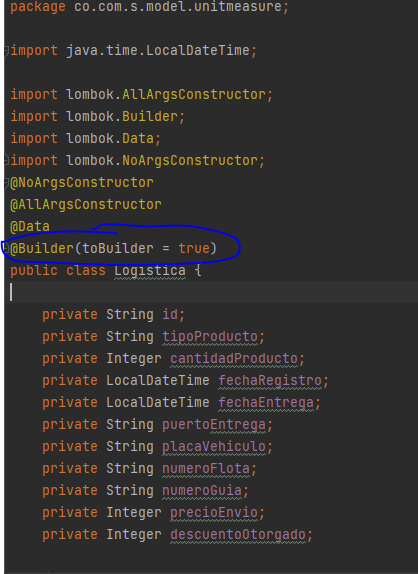 package co.com.s.model.unitmeasure;
import java.time.LocalDateTime;
import lombok.AllArgsConstructor;
import lombok.Builder;
import lombok.Data;
import lombok.NoArgsConstructor;
@NoArgsConstructor
@AllArgsConstructor
@Data
@Builder(toBuilder = true)
public class Logistica {
private String id;
private String tipoProducto;
private Integer cantidadProducto;
private LocalDateTime fechaRegistro;
private LocalDateTime fechaEntrega;
private String puertoEntrega;
private String placaVehiculo;
private String numeroFlota;
private String numeroGuia;
private Integer precioEnvio;
private Integer descuentoOtorgado;